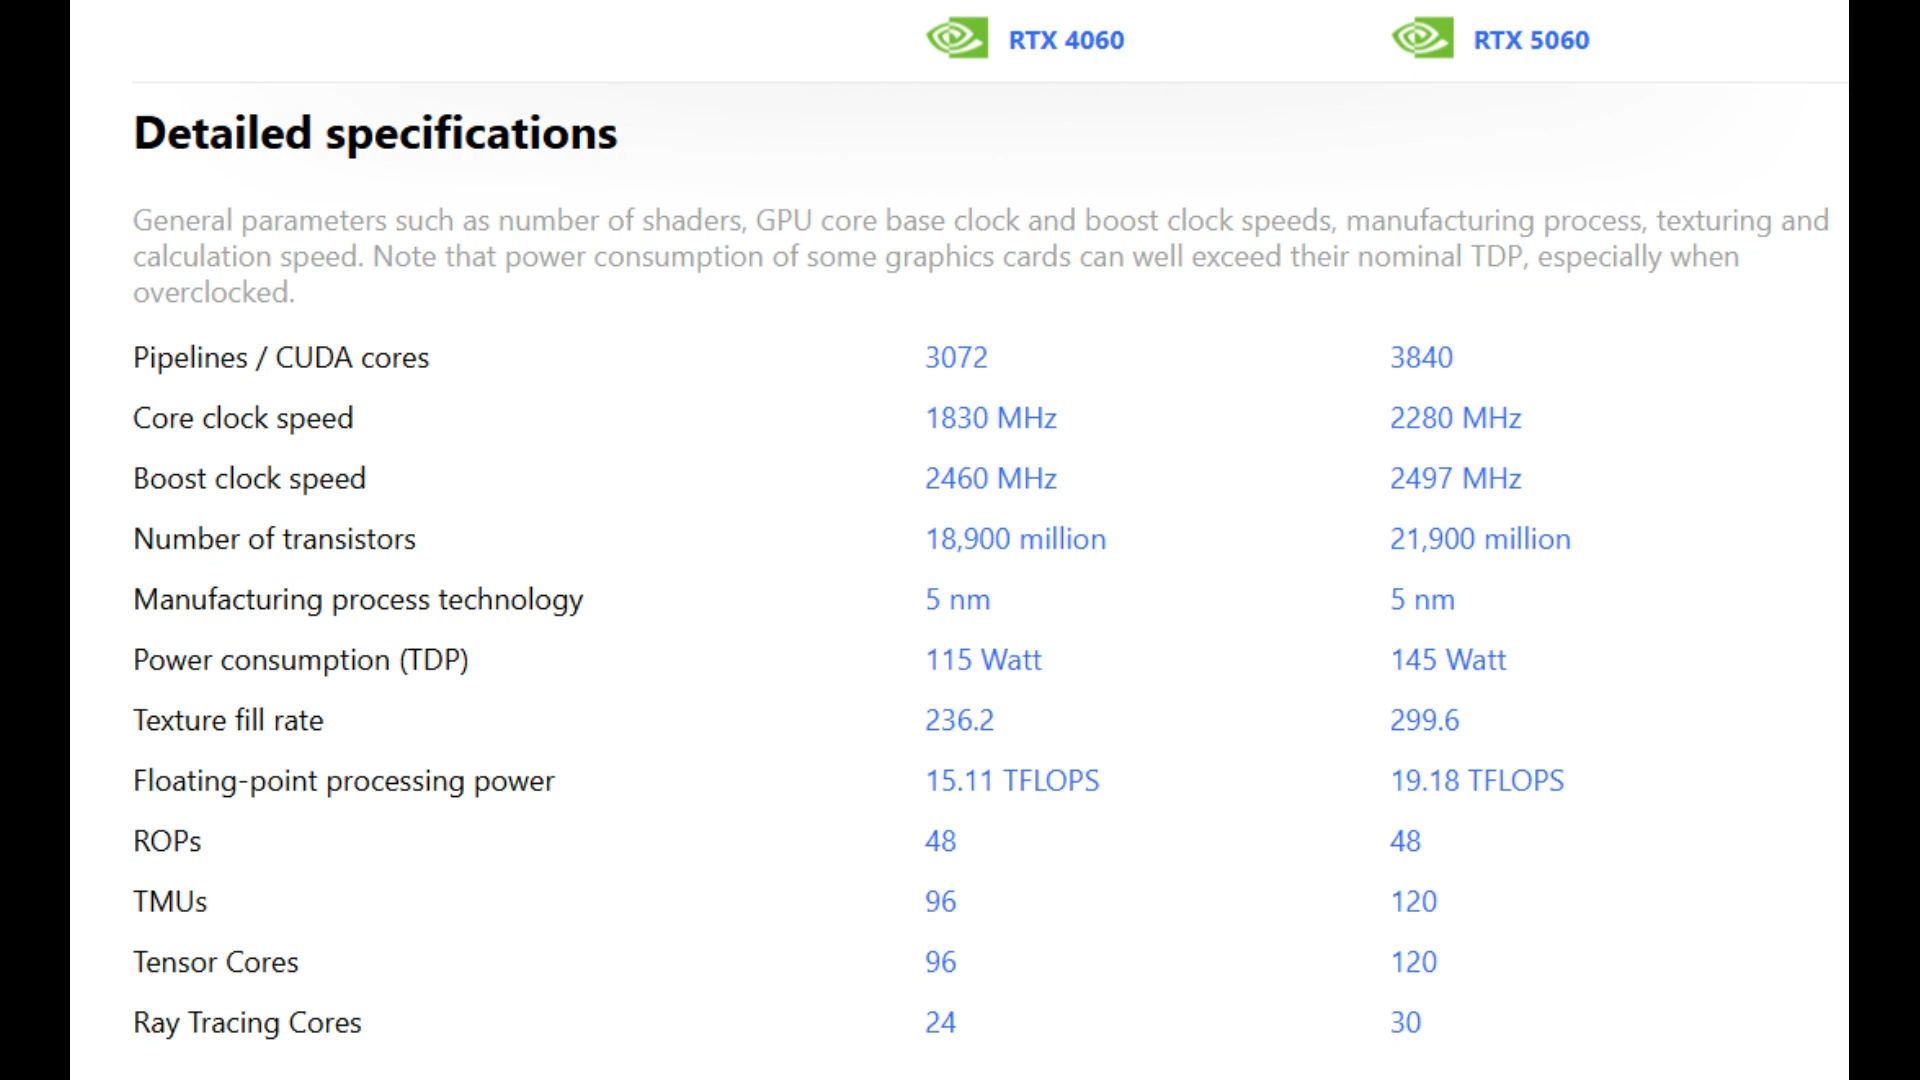 RTX 4060 RTX 5060
Detailed specifications
General parameters such as number of shaders, GPU core base clock and boost clock speeds, manufacturing process, texturing and
calculation speed. Note that power consumption of some graphics cards can well exceed their nominal TDP, especially when
overclocked.
Pipelines / CUDA cores 3072 3840
Core clock speed 1830 MHz 2280 MHz
Boost clock speed 2460 MHz 2497 MHz
Number of transistors 18,900 million 21,900 million
Manufacturing process technology 5 nm 5 nm
Power consumption (TDP) 115 Watt 145 Watt
Texture fill rate 236.2 299.6
Floating-point processing power 15.11 TFLOPS 19.18 TFLOPS
ROPs 48 48
TMUs 96 120
Tensor Cores 96 120
Ray Tracing Cores 24 30